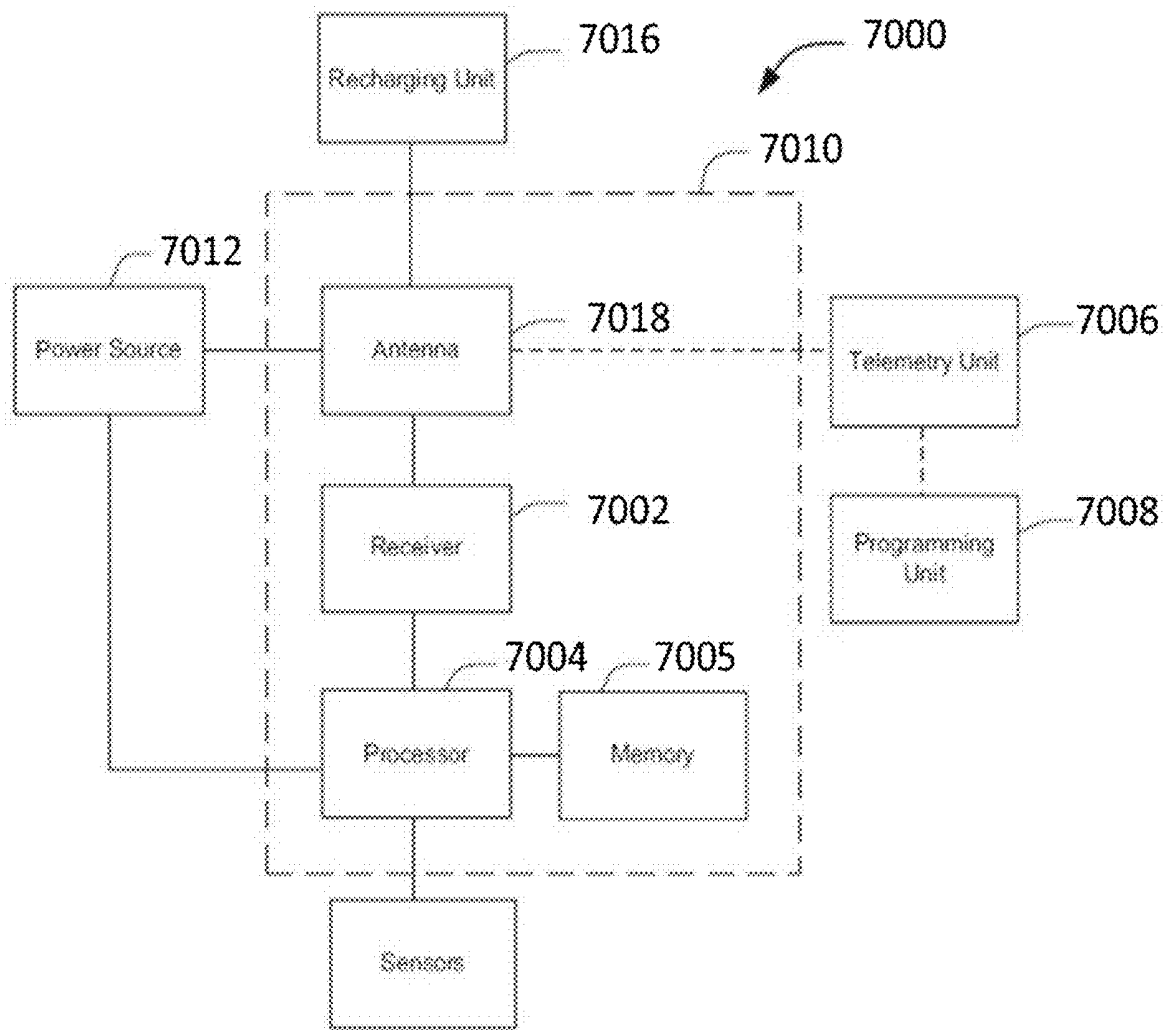 7016
7000
Recharging Unit
7010
7012
7018
7006
Power Source
Antenna
Telemetry Unit
7002
7008
Receiver
Programming
Unit
7004
7005
Processor
Memory
Sensors